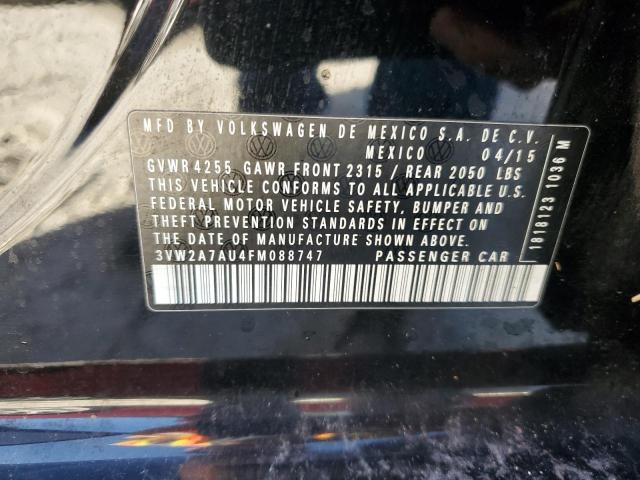 MFD BY VOLKSWAGEN DE MEXICO S.A. DE C.V.
MEXICO 04/15
GVWR 4255 GAWR FRONT 2315 / REAR 2050 LBS
THIS VEHICLE CONFORMS TO ALL APPLICABLE U.S.
FEDERAL MOTOR VEHICLE SAFETY, BUMPER AND
THEFT PREVENTION STANDARDS IN EFFECT ON
THE DATE OF MANUFACTURE SHOWN ABOVE.
3VW2A7AU4FM088747 PASSENGER CAR
1818123 1036 M